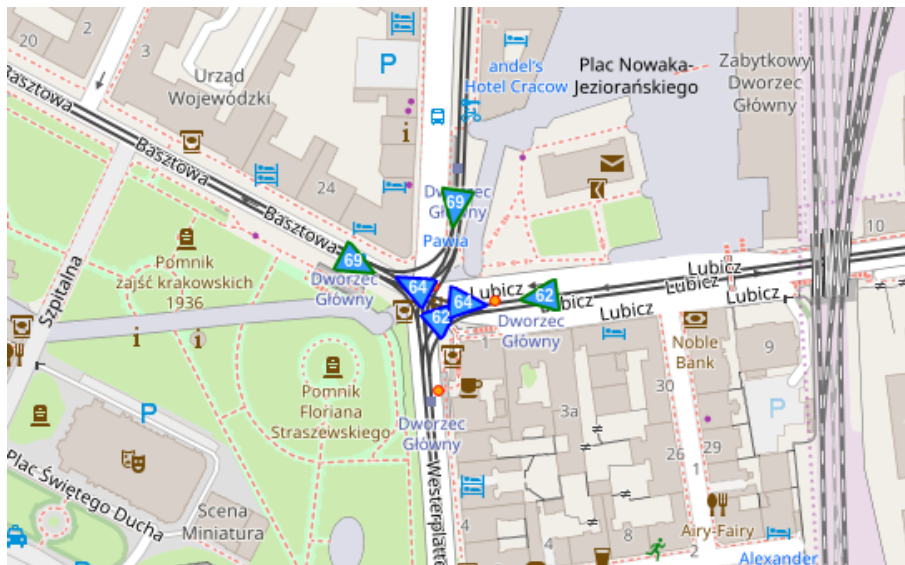 20
2
3
Urząd
Wojewódzki
P
andel's
Hotel Cracow
Plac Nowaka-
Jeziorańskiego
Zabytkowy
Dworzec
Główny
Basztowa
Basztowa
Basztowa
24
i
Dworzec
Główny
69
Pawia
69
Pomnik
zajść krakowskich
1936
Dworzec
Główny
64
64
62
62
Lubicz
Lubicz
Lubicz
Lubicz
Lubicz
Lubicz
10
Szpitalna
i
i
Dworzec
Główny
1
Noble
Bank
9
Pomnik
Floriana
Straszewskiego
P
30
P
3a
Dworzec
Główny
26
29
1
Westerplatte
Plac Świętego Ducha
Scena
Miniatura
4
4
8
2
Airy-Fairy
Alexander
P